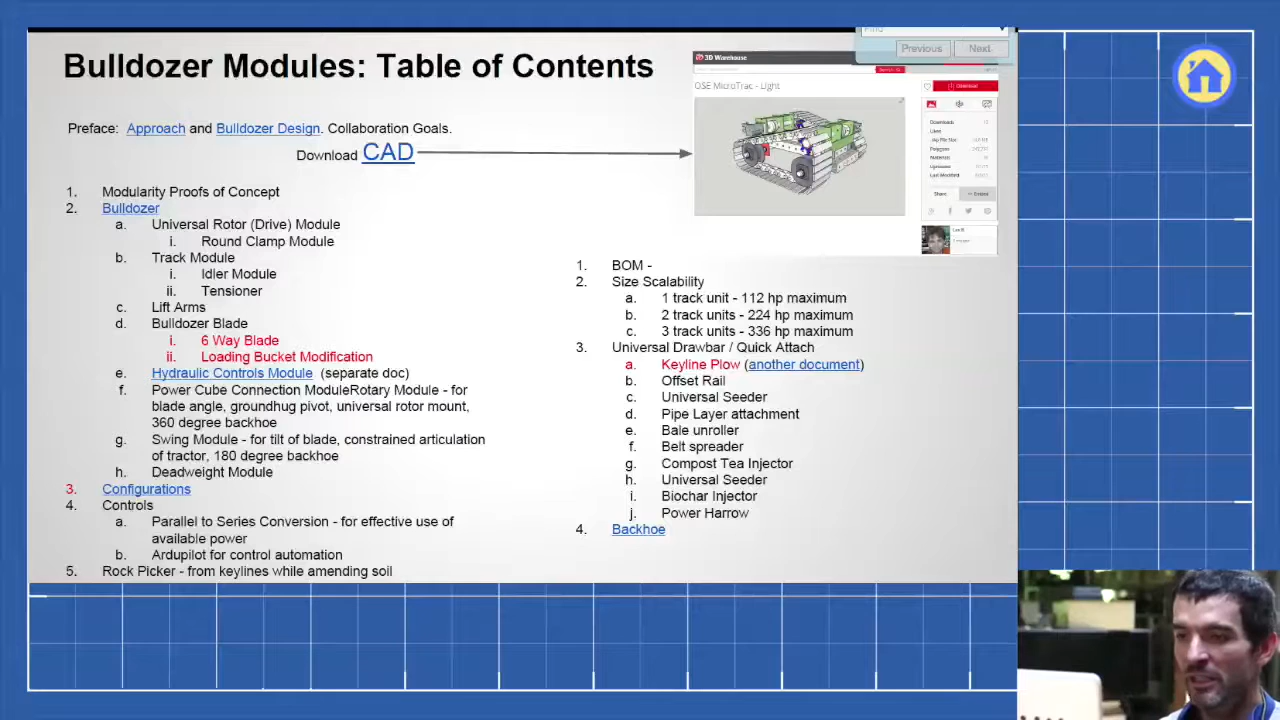 Bulldozer Modules: Table of Contents
Previous
Next
3D Warehouse
OSE MicroTrac - Light
Download
Preface: Approach and Bulldozer Design. Collaboration Goals.
Download CAD
Downloads
Polygons
Materials
Last Modified
Share
Embed
1. Modularity Proofs of Concept
2. Bulldozer
a. Universal Rotor (Drive) Module
i. Round Clamp Module
b. Track Module
i. Idler Module
ii. Tensioner
c. Lift Arms
d. Bulldozer Blade
i. 6 Way Blade
ii. Loading Bucket Modification
e. Hydraulic Controls Module (separate doc)
f. Power Cube Connection ModuleRotary Module - for
blade angle, groundhug pivot, universal rotor mount,
360 degree backhoe
g. Swing Module - for tilt of blade, constrained articulation
of tractor, 180 degree backhoe
h. Deadweight Module
3. Configurations
4. Controls
a. Parallel to Series Conversion - for effective use of
available power
b. Ardupilot for control automation
5. Rock Picker - from keylines while amending soil
1. BOM -
2. Size Scalability
a. 1 track unit - 112 hp maximum
b. 2 track units - 224 hp maximum
c. 3 track units - 336 hp maximum
3. Universal Drawbar / Quick Attach
a. Keyline Plow (another document)
b. Offset Rail
c. Universal Seeder
d. Pipe Layer attachment
e. Bale unroller
f. Belt spreader
g. Compost Tea Injector
h. Universal Seeder
i. Biochar Injector
j. Power Harrow
4. Backhoe